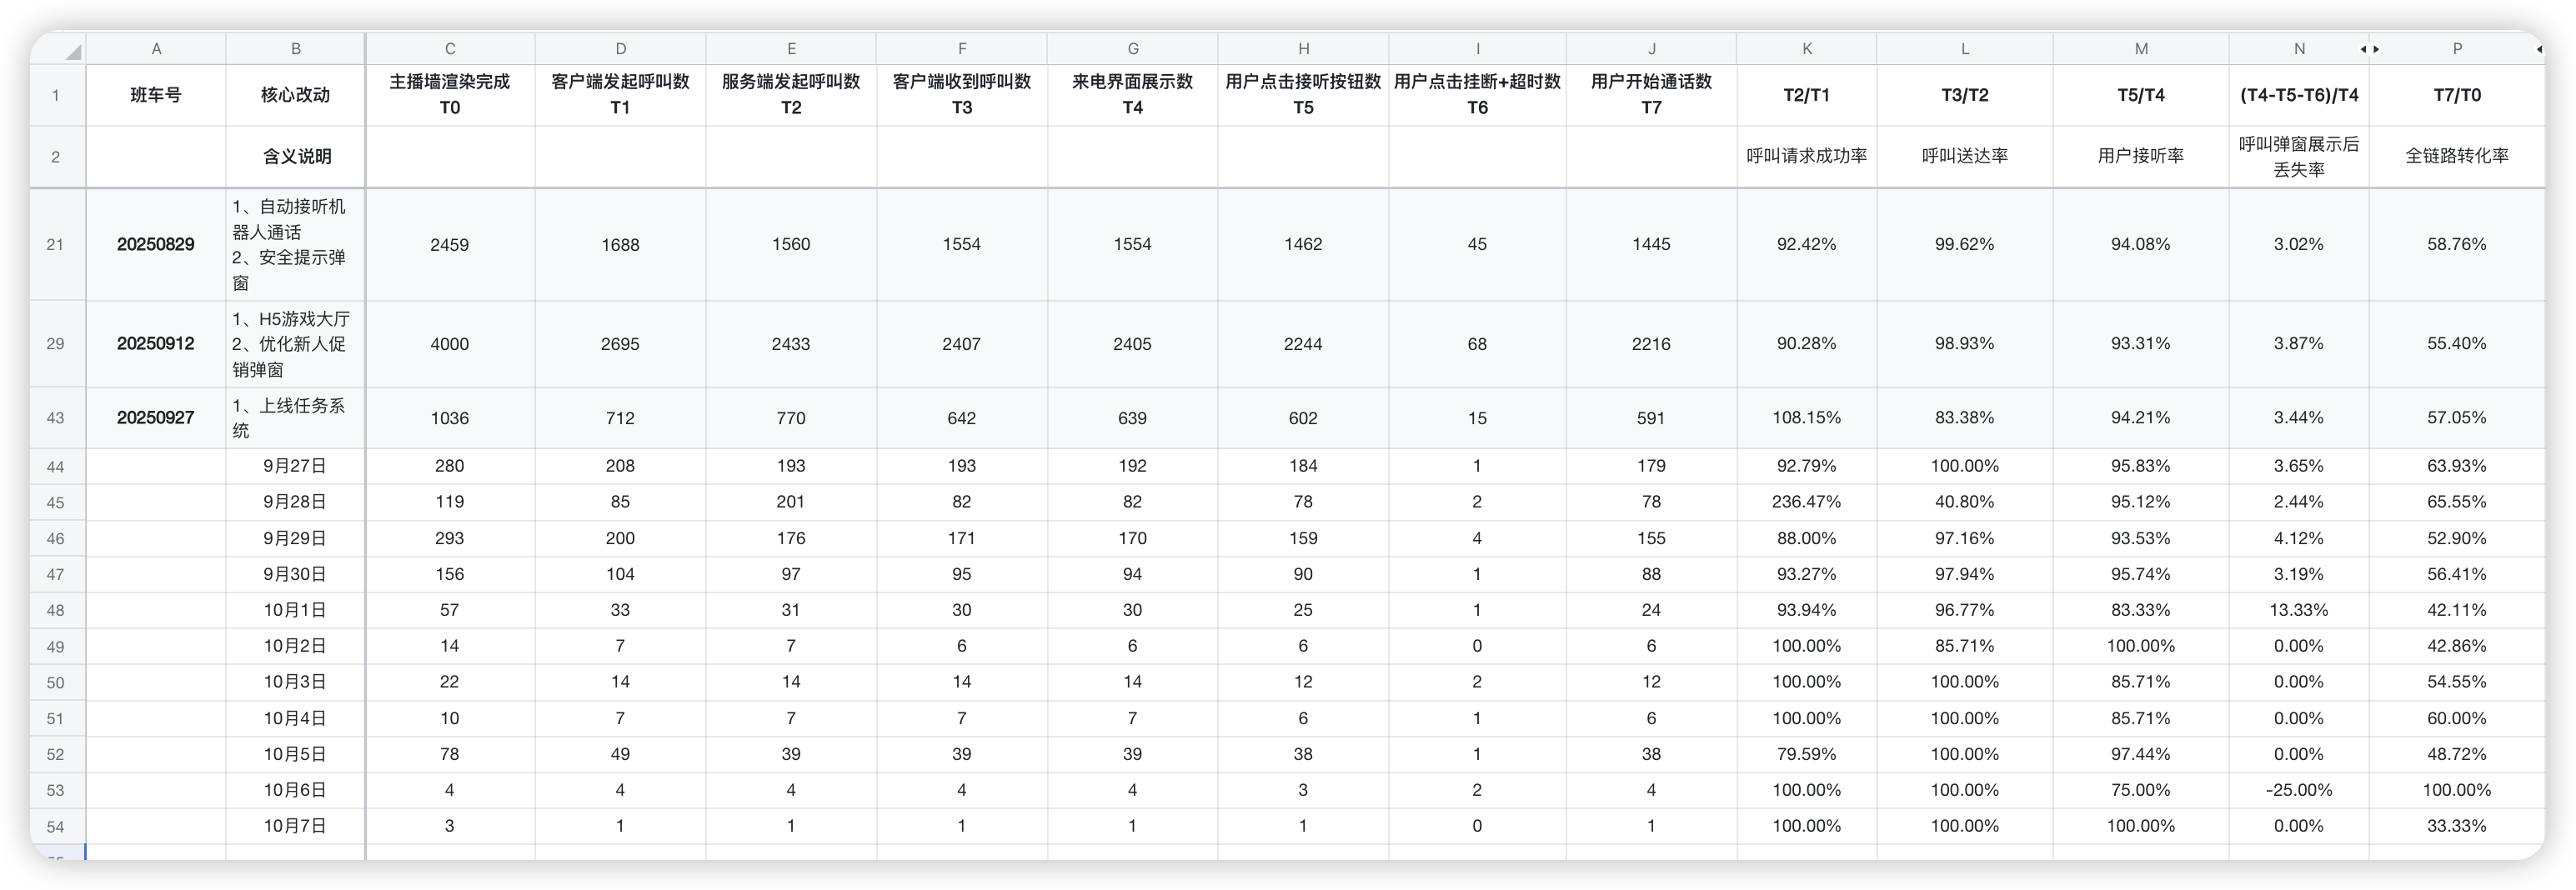 A B C D E F G H I J K L M N P
1 班车号 核心改动 主播墙渲染完成 T0 客户端发起呼叫数 T1 服务端发起呼叫数 T2 客户端收到呼叫数 T3 来电界面展示数 T4 用户点击接听按钮数 T5 用户点击挂断+超时数 T6 用户开始通话数 T7 T2/T1 T3/T2 T5/T4 (T4-T5-T6)/T4 T7/T0
2 含义说明 呼叫请求成功率 呼叫送达率 用户接听率 呼叫弹窗展示后丢失率 全链路转化率
21 20250829 1、自动接听机器人通话 2、安全提示弹窗 2459 1688 1560 1554 1554 1462 45 1445 92.42% 99.62% 94.08% 3.02% 58.76%
29 20250912 1、H5游戏大厅 2、优化新人促销弹窗 4000 2695 2433 2407 2405 2244 68 2216 90.28% 98.93% 93.31% 3.87% 55.40%
43 20250927 1、上线任务系统 1036 712 770 642 639 602 15 591 108.15% 83.38% 94.21% 3.44% 57.05%
44 9月27日 280 208 193 193 192 184 1 179 92.79% 100.00% 95.83% 3.65% 63.93%
45 9月28日 119 85 201 82 82 78 2 78 236.47% 40.80% 95.12% 2.44% 65.55%
46 9月29日 293 200 176 171 170 159 4 155 88.00% 97.16% 93.53% 4.12% 52.90%
47 9月30日 156 104 97 95 94 90 1 88 93.27% 97.94% 95.74% 3.19% 56.41%
48 10月1日 57 33 31 30 30 25 1 24 93.94% 96.77% 83.33% 13.33% 42.11%
49 10月2日 14 7 7 6 6 6 0 6 100.00% 85.71% 100.00% 0.00% 42.86%
50 10月3日 22 14 14 14 14 12 2 12 100.00% 100.00% 85.71% 0.00% 54.55%
51 10月4日 10 7 7 7 7 6 1 6 100.00% 100.00% 85.71% 0.00% 60.00%
52 10月5日 78 49 39 39 39 38 1 38 79.59% 100.00% 97.44% 0.00% 48.72%
53 10月6日 4 4 4 4 4 3 2 4 100.00% 100.00% 75.00% -25.00% 100.00%
54 10月7日 3 1 1 1 1 1 0 1 100.00% 100.00% 100.00% 0.00% 33.33%